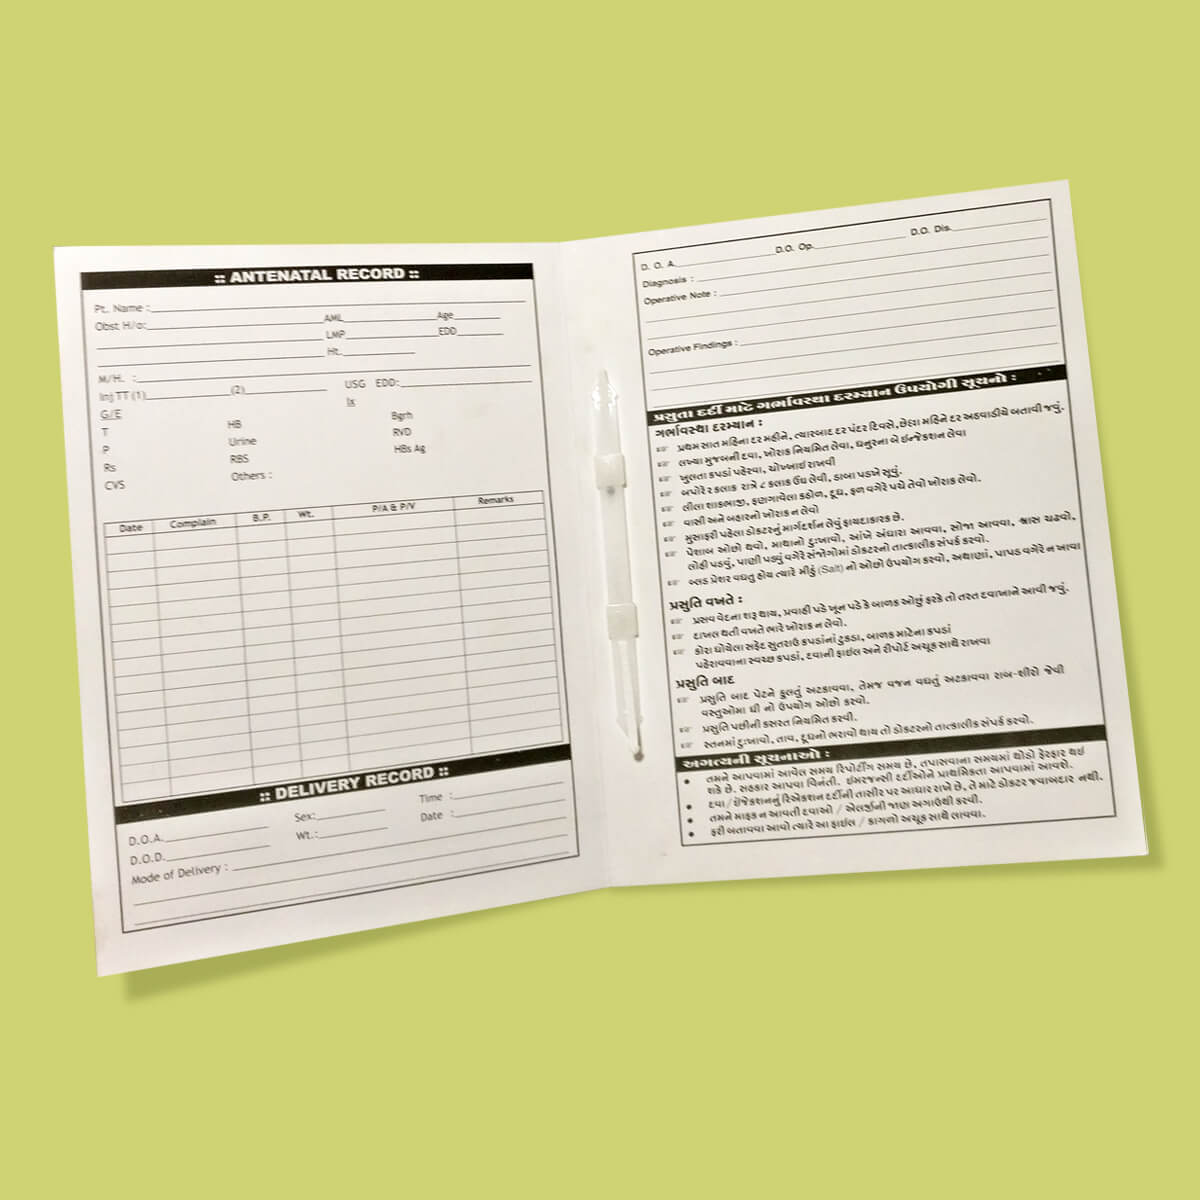 :: ANTENATAL RECORD ::
Pt. Name :
Obst H/o: AML Age
LMP EDD
Ht.
M/H. :
Inj TT (1) (2) USG EDD:
G/E Ix
T HB Bgrh
P Urine RVD
Rs RBS HBs Ag
CVS Others :
Date Complain B.P. Wt. P/A & P/V Remarks
:: DELIVERY RECORD ::
D.O.A. Sex: Time :
D.O.D. Wt.: Date :
Mode of Delivery :
D. O. A. D.O. Op. D.O. Dis.
Diagnosis :
Operative Note :
Operative Findings :
પ્રસુતા દર્દી માટે ગર્ભાવસ્થા દરમ્યાન ઉપયોગી સૂચનો :
ગર્ભાવસ્થા દરમ્યાન :
☞ પ્રથમ સાત મહિના દર મહીને, ત્યારબાદ દર પંદર દિવસે, છેલ્લા મહિને દર અઠવાડીયે બતાવી જવું.
☞ લખ્યા મુજબની દવા, ખોરાક નિયમિત લેવા, ધનુરના બે ઈન્જેકશન લેવા
☞ ખુલતા કપડાં પહેરવા, ચોખ્ખાઈ રાખવી
☞ બપોરે ૨ કલાક રાત્રે ૮ કલાક ઉંઘ લેવી, ડાબા પડખે સૂવું.
☞ લીલા શાકભાજી, ફણગાવેલા કઠોળ, દૂધ, ફળ વગેરે પચે તેવો ખોરાક લેવો.
☞ વાસી અને બહારનો ખોરાક ન લેવો
☞ મુસાફરી પહેલા ડોકટરનું માર્ગદર્શન લેવું ફાયદાકારક છે.
☞ પેશાબ ઓછો થવો, માથાનો દુઃખાવો, આંખે અંધારા આવવા, સોજા આવવા, શ્વાસ ચઢવો,
લોહી પડવું, પાણી પડવું વગેરે સંજોગોમાં ડોકટરનો તાત્કાલીક સંપર્ક કરવો.
☞ બ્લડ પ્રેશર વધતુ હોય ત્યારે મીઠું (Salt) નો ઓછો ઉપયોગ કરવો, અથાણાં, પાપડ વગેરે ન ખાવા
પ્રસુતિ વખતે :
☞ પ્રસવ વેદના શરૂ થાય, પ્રવાહી પડે ખૂન પડે કે બાળક ઓછું ફરકે તો તરત દવાખાને આવી જવું.
☞ દાખલ થતી વખતે ભારે ખોરાક ન લેવો.
☞ કોરા ધોયેલા સફેદ સુતરાઉ કપડાંનાં ટુકડા, બાળક માટેના કપડાં
પહેરાવવાના સ્વચ્છ કપડાં, દવાની ફાઈલ અને રીપોર્ટ અચૂક સાથે રાખવા
પ્રસુતિ બાદ
☞ પ્રસુતિ બાદ પેટને ફુલતું અટકાવવા, તેમજ વજન વધતું અટકાવવા રાબ-શીરો જેવી
વસ્તુઓમા ઘી નો ઉપયોગ ઓછો કરવો.
☞ પ્રસુતિ પછીની કસરત નિયમિત કરવી.
☞ સ્તનમાં દુઃખાવો, તાવ, દૂધનો ભરાવો થાય તો ડોકટરનો તાત્કાલીક સંપર્ક કરવો.
અગત્યની સૂચનાઓ :
• તમને આપવામાં આવેલ સમય રિપોર્ટીંગ સમય છે, તપાસવાના સમયમાં થોડો ફેરફાર થઈ
શકે છે. સહકાર આપવા વિનંતી. ઈમરજન્સી દર્દીઓને પ્રાથમિકતા આપવામાં આવશે.
• દવા / ઈંજેકશનનું રિએકશન દર્દીની તાસીર પર આધાર રાખે છે, તે માટે ડોકટર જવાબદાર નથી.
• તમને માફક ન આવતી દવાઓ / એલર્જીની જાણ અગાઉથી કરવી.
• ફરી બતાવવા આવો ત્યારે આ ફાઈલ / કાગળો અચૂક સાથે લાવવા.